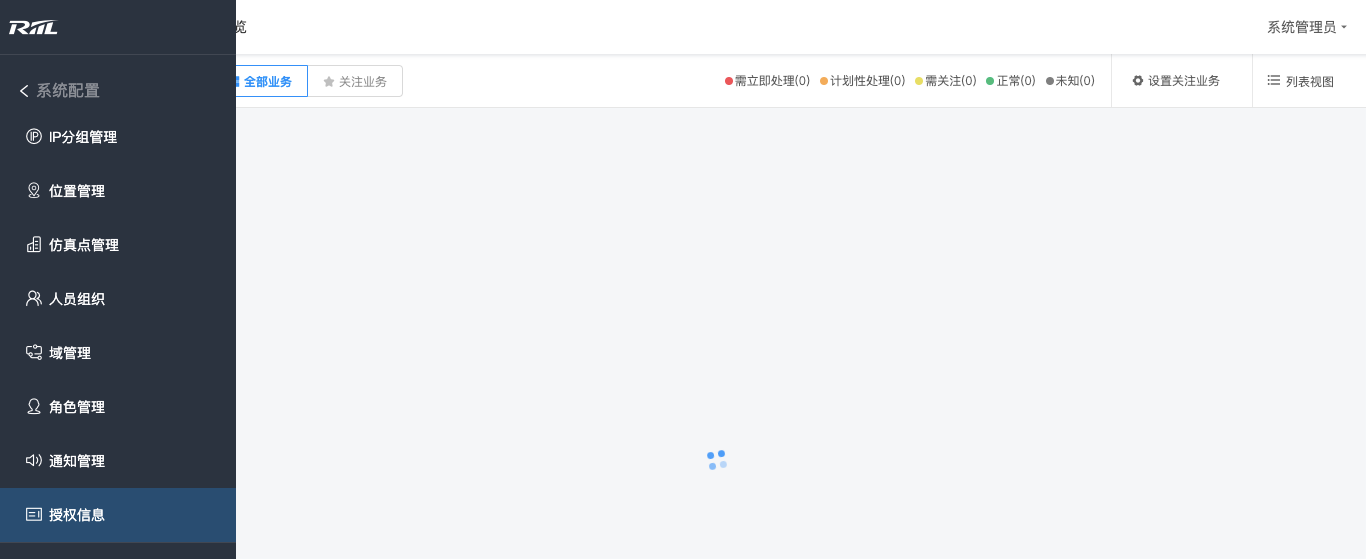 RIIL
览
系统管理员
系统配置
全部业务
关注业务
需立即处理(0)
计划性处理(0)
需关注(0)
正常(0)
未知(0)
设置关注业务
列表视图
IP分组管理
位置管理
仿真点管理
人员组织
域管理
角色管理
通知管理
授权信息